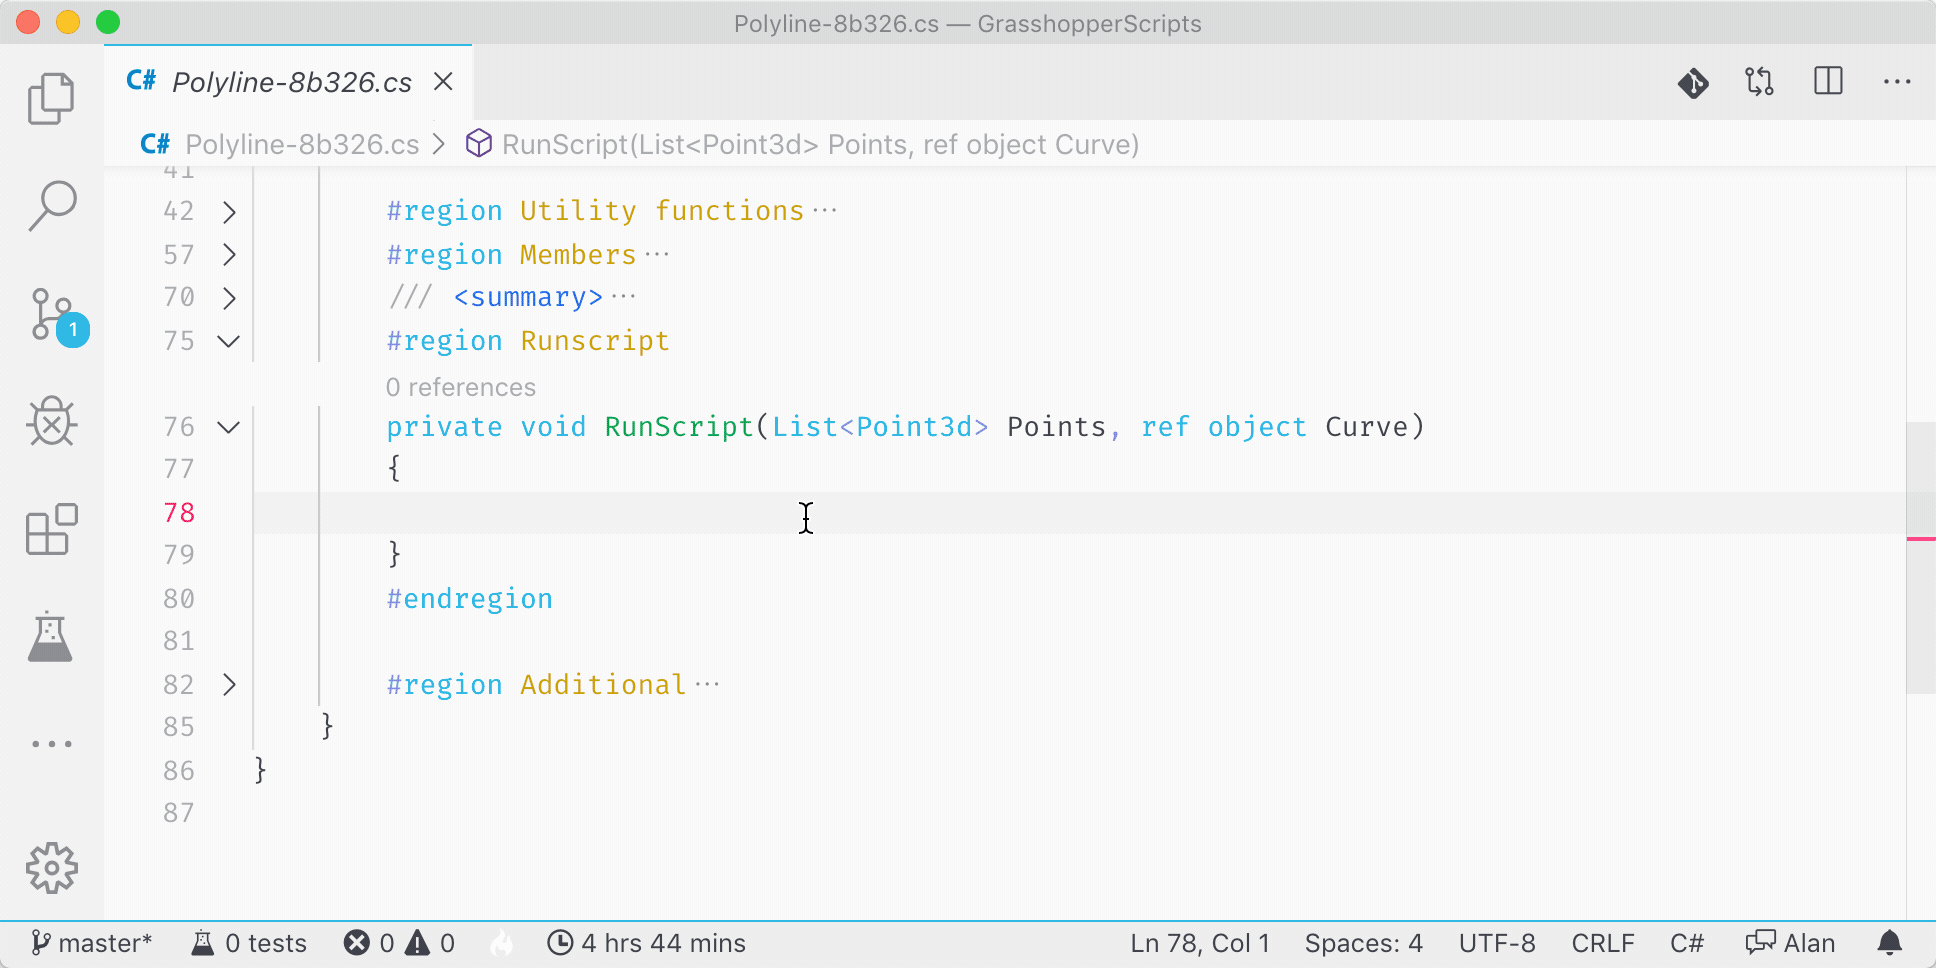 Polyline-8b326.cs — GrasshopperScripts
C# Polyline-8b326.cs
C# Polyline-8b326.cs > RunScript(List<Point3d> Points, ref object Curve)
41
42 > #region Utility functions ···
57 > #region Members ···
70 > /// <summary> ···
75 #region Runscript
0 references
76 private void RunScript(List<Point3d> Points, ref object Curve)
77 {
78
79 }
80 #endregion
81
82 > #region Additional ···
85 }
86 }
87
1
master* 0 tests 0 0 4 hrs 44 mins Ln 78, Col 1 Spaces: 4 UTF-8 CRLF C# Alan